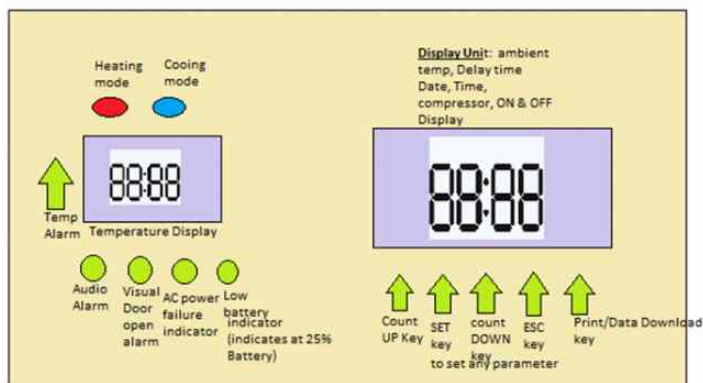 Heating
mode
Cooing
mode
Display Unit: ambient
temp, Delay time
Date, Time,
compressor, ON & OFF
Display
88:88
88:88
Temp
Alarm
Temperature Display
Audio
Alarm
Visual
Door
open
alarm
AC power
failure
indicator
Low
battery
indicator
(indicates at 25%
Battery)
Count
UP Key
SET
key
count
DOWN
key
ESC
key
to set any parameter
Print/Data Download
key